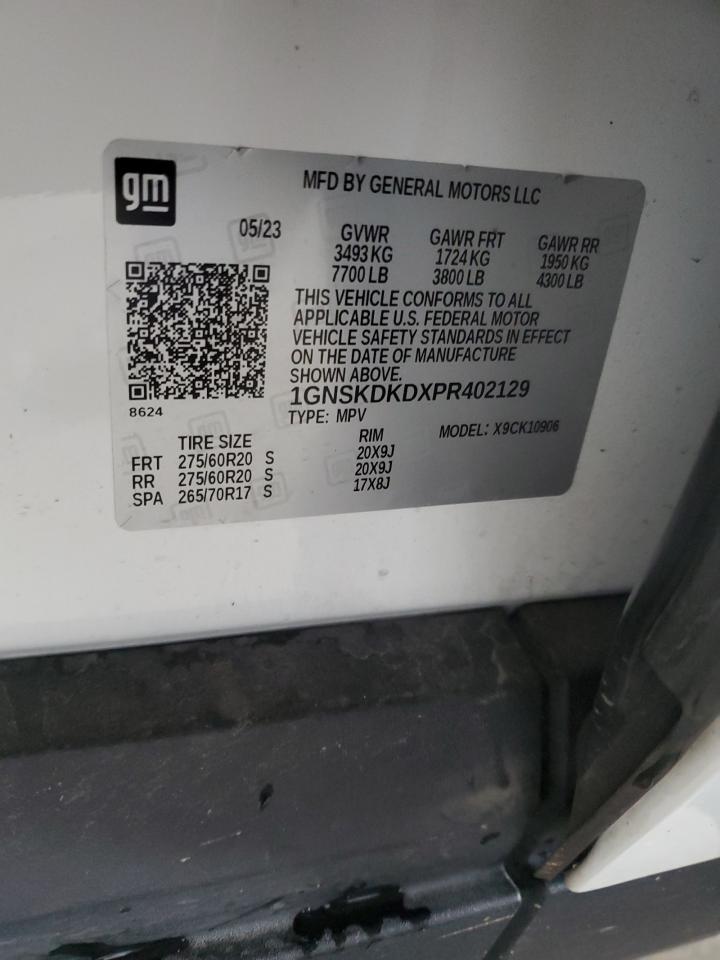 gm
MFD BY GENERAL MOTORS LLC
05/23 GVWR GAWR FRT GAWR RR
3493 KG 1724 KG 1950 KG
7700 LB 3800 LB 4300 LB
THIS VEHICLE CONFORMS TO ALL
APPLICABLE U.S. FEDERAL MOTOR
VEHICLE SAFETY STANDARDS IN EFFECT
ON THE DATE OF MANUFACTURE
SHOWN ABOVE.
1GNSKDKDXPR402129
8624
TYPE: MPV MODEL: X9CK10906
TIRE SIZE RIM
FRT 275/60R20 S 20X9J
RR 275/60R20 S 20X9J
SPA 265/70R17 S 17X8J